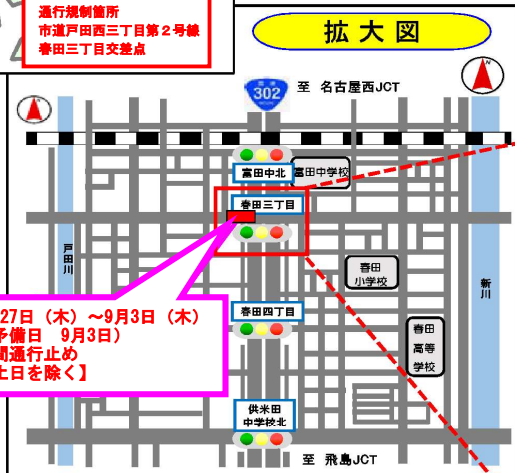 通行規制箇所
市道戸田西三丁目第２号線
春田三丁目交差点
拡大図
302
至 名古屋西JCT
富田中北
富田中学校
春田三丁目
戸田川
春田
小学校
新川
27日（木）～9月3日（木）
予備日 9月3日）
間通行止め
土日を除く】
春田四丁目
春田
高等
学校
供米田
中学校北
至 飛島JCT